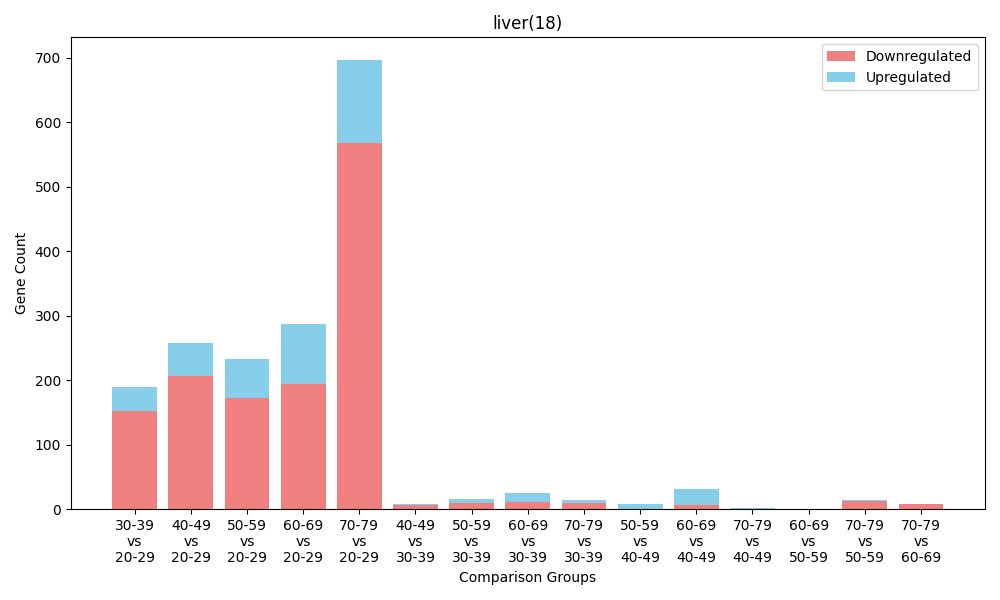 liver(18)
Downregulated
Upregulated
Gene Count
700
600
500
400
300
200
100
0
30-39
vs
20-29
40-49
vs
20-29
50-59
vs
20-29
60-69
vs
20-29
70-79
vs
20-29
40-49
vs
30-39
50-59
vs
30-39
60-69
vs
30-39
70-79
vs
30-39
50-59
vs
40-49
60-69
vs
40-49
70-79
vs
40-49
60-69
vs
50-59
70-79
vs
50-59
70-79
vs
60-69
Comparison Groups